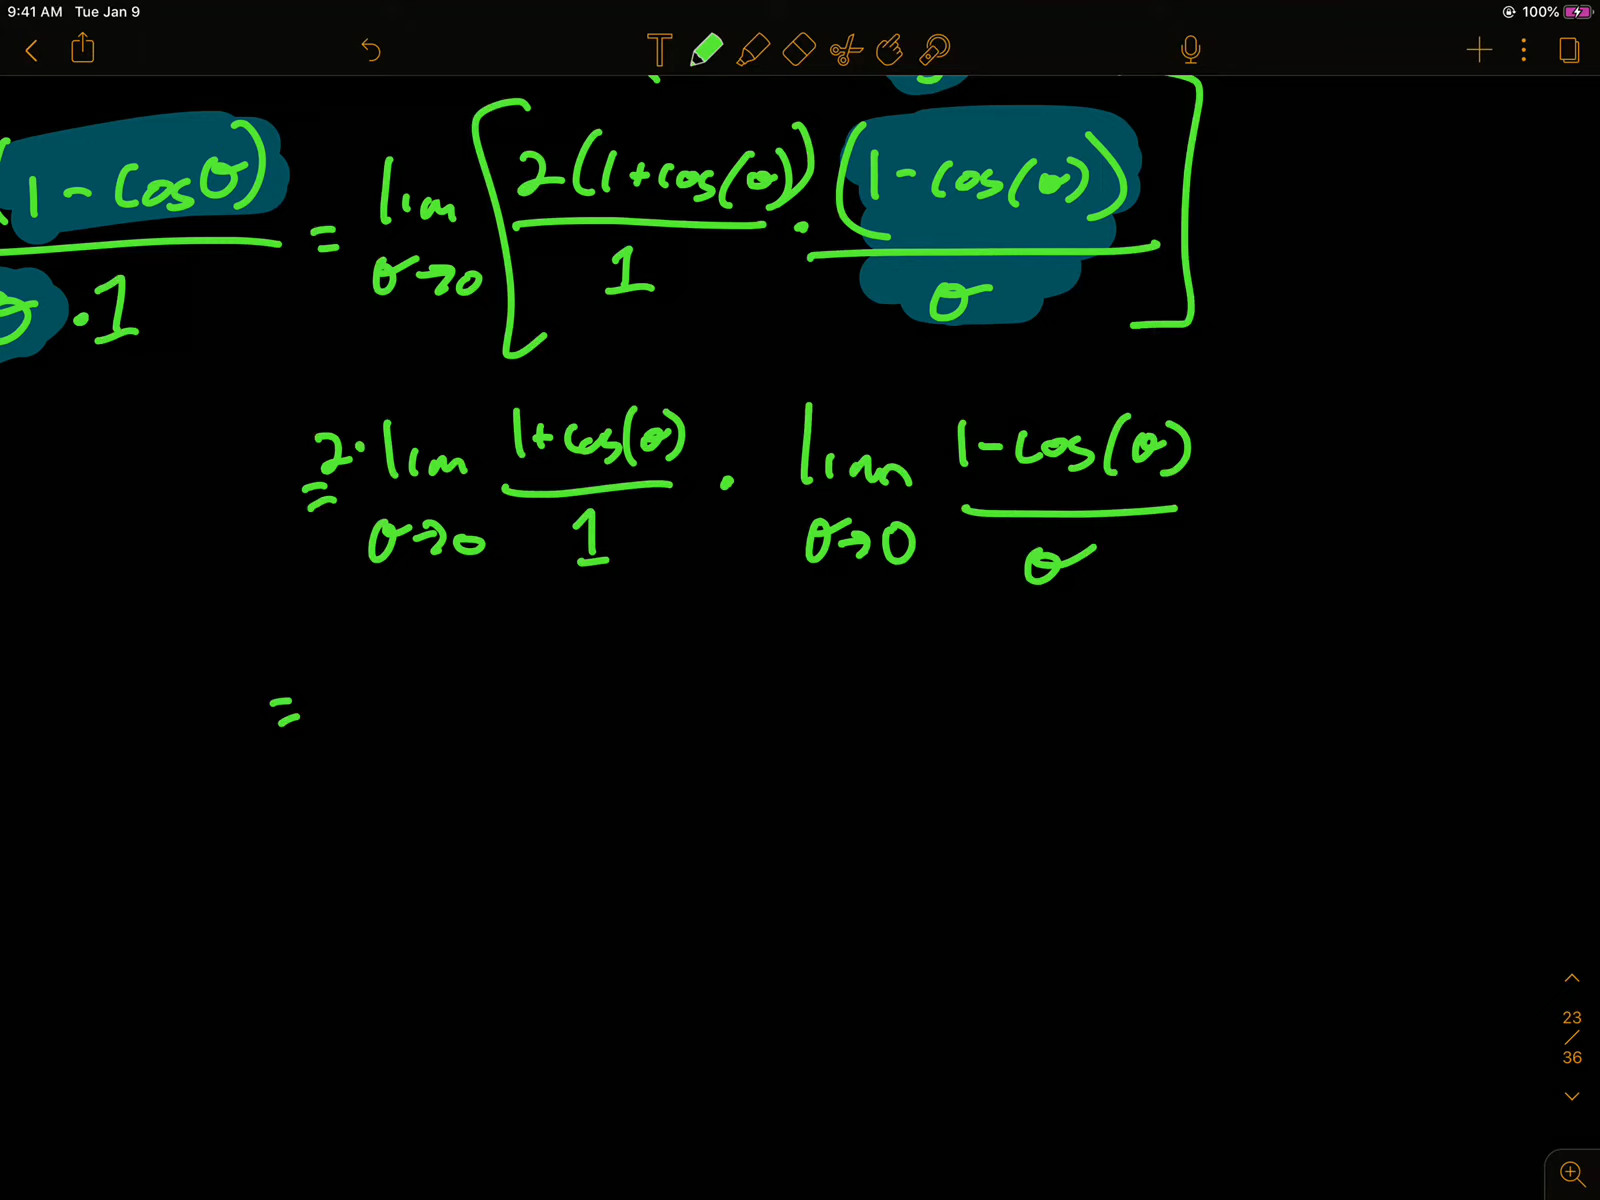 9:41 AM Tue Jan 9
100%
(1 - cosθ) / θ · 1 = lim θ→0 [ 2(1+cos(θ)) / 1 · (1 - cos(θ)) / θ ]
= 2 · lim θ→0 1+cos(θ) / 1 · lim θ→0 1 - cos(θ) / θ
=
23 / 36